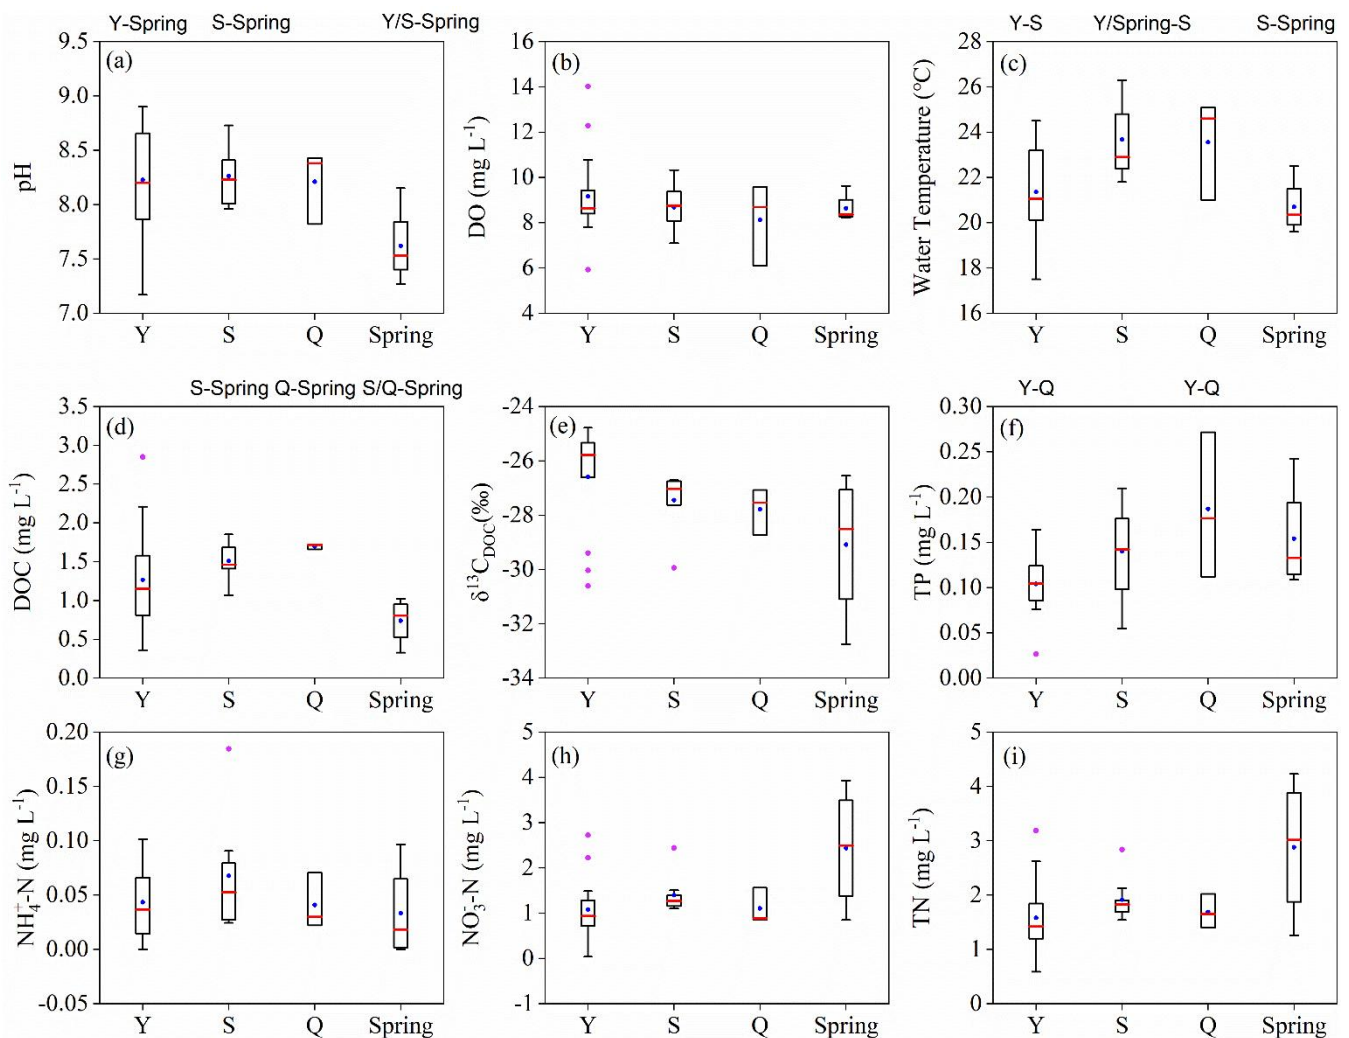 Y-Spring S-Spring Y/S-Spring
Y-S Y/Spring-S S-Spring
(a)
pH
9.5
9.0
8.5
8.0
7.5
7.0
Y S Q Spring
(b)
DO (mg L⁻¹)
16
14
12
10
8
6
4
Y S Q Spring
(c)
Water Temperature (°C)
28
26
24
22
20
18
16
Y S Q Spring
S-Spring Q-Spring S/Q-Spring
Y-Q Y-Q
(d)
DOC (mg L⁻¹)
3.5
3.0
2.5
2.0
1.5
1.0
0.5
0.0
Y S Q Spring
(e)
δ¹³C_DOC(‰)
-24
-26
-28
-30
-32
-34
Y S Q Spring
(f)
TP (mg L⁻¹)
0.30
0.25
0.20
0.15
0.10
0.05
0.00
Y S Q Spring
(g)
NH₄⁺-N (mg L⁻¹)
0.20
0.15
0.10
0.05
0.00
-0.05
Y S Q Spring
(h)
NO₃⁻-N (mg L⁻¹)
5
4
3
2
1
0
-1
Y S Q Spring
(i)
TN (mg L⁻¹)
5
4
3
2
1
0
Y S Q Spring